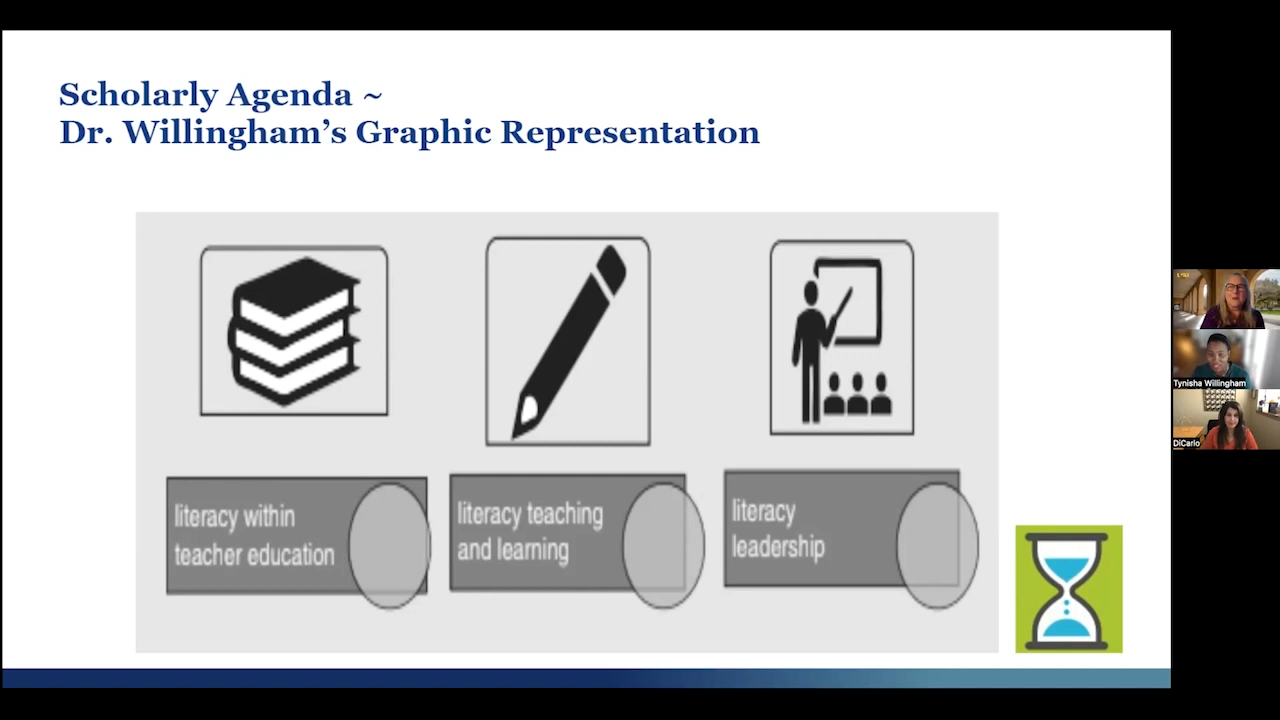 Scholarly Agenda ~
Dr. Willingham’s Graphic Representation
literacy within
teacher education
literacy teaching
and learning
literacy
leadership
Tynisha Willingham
DiCarlo